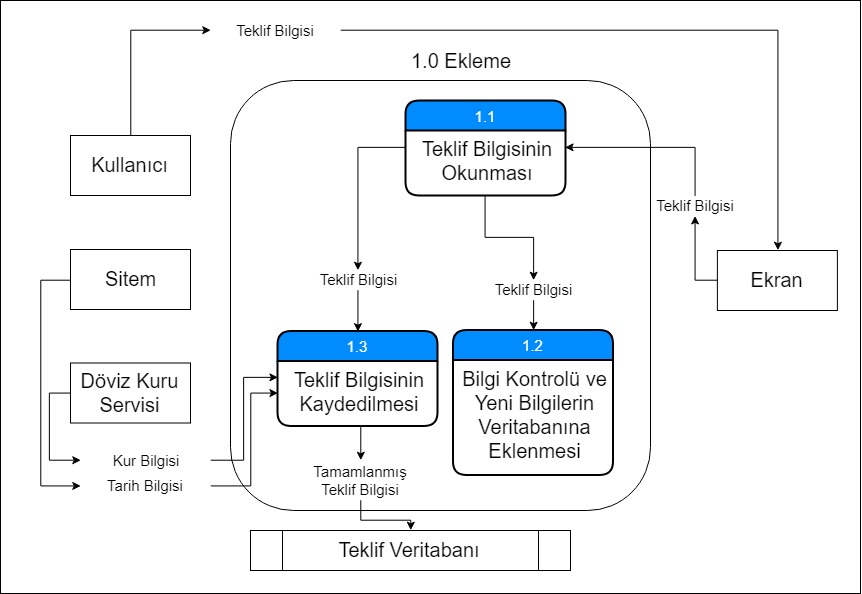 Teklif Bilgisi
1.0 Ekleme
1.1
Teklif Bilgisinin
Okunması
Kullanıcı
Teklif Bilgisi
Sitem
Teklif Bilgisi
Teklif Bilgisi
Ekran
1.3
Teklif Bilgisinin
Kaydedilmesi
1.2
Bilgi Kontrolü ve
Yeni Bilgilerin
Veritabanına
Eklenmesi
Döviz Kuru
Servisi
Kur Bilgisi
Tarih Bilgisi
Tamamlanmış
Teklif Bilgisi
Teklif Veritabanı